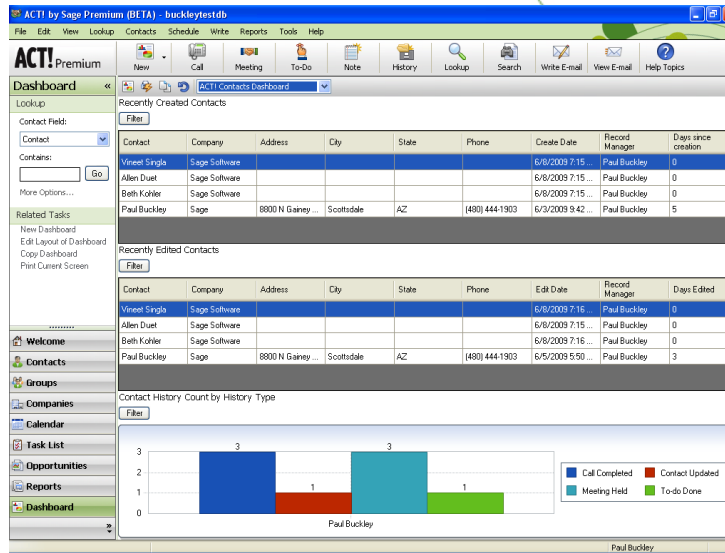 ACT! by Sage Premium (BETA) - buckleytestdb
File Edit View Lookup Contacts Schedule Write Reports Tools Help
ACT! Premium
New Call Meeting To-Do Note History Lookup Search Write E-mail View E-mail Help Topics
Dashboard «
ACT! Contacts Dashboard
Lookup
Contact Field:
Contact
Contains:
Go
More Options...
Related Tasks
New Dashboard
Edit Layout of Dashboard
Copy Dashboard
Print Current Screen
Welcome
Contacts
Groups
Companies
Calendar
Task List
Opportunities
Reports
Dashboard
»
Recently Created Contacts
Filter
Contact Company Address City State Phone Create Date Record Manager Days since creation
Vineet Singla Sage Software 6/8/2009 7:15 ... Paul Buckley 0
Allen Duet Sage Software 6/8/2009 7:15 ... Paul Buckley 0
Beth Kohler Sage Software 6/8/2009 7:15 ... Paul Buckley 0
Paul Buckley Sage 8800 N Gainey ... Scottsdale AZ (480) 444-1903 6/3/2009 9:42 ... Paul Buckley 5
Recently Edited Contacts
Filter
Contact Company Address City State Phone Edit Date Record Manager Days Edited
Vineet Singla Sage Software 6/8/2009 7:16 ... Paul Buckley 0
Allen Duet Sage Software 6/8/2009 7:15 ... Paul Buckley 0
Beth Kohler Sage Software 6/8/2009 7:16 ... Paul Buckley 0
Paul Buckley Sage 8800 N Gainey ... Scottsdale AZ (480) 444-1903 6/5/2009 5:50 ... Paul Buckley 3
Contact History Count by History Type
Filter
3
2
1
0
3
1
3
1
Paul Buckley
Call Completed Contact Updated
Meeting Held To-do Done
Paul Buckley